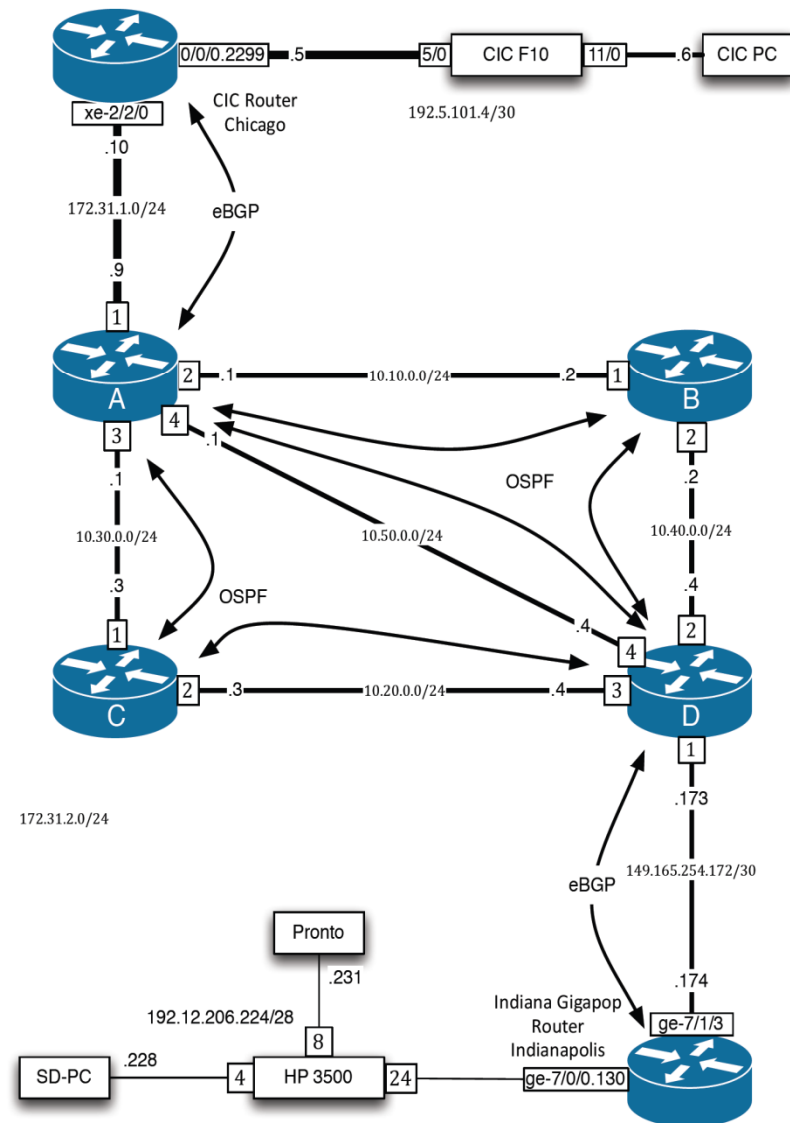 0/0/0.2299
.5
5/0
CIC F10
11/0
.6
CIC PC
xe-2/2/0
CIC Router
Chicago
192.5.101.4/30
.10
172.31.1.0/24
eBGP
.9
1
A
2
.1
10.10.0.0/24
.2
1
B
3
4
.1
2
.1
OSPF
.2
10.30.0.0/24
10.50.0.0/24
10.40.0.0/24
.3
OSPF
.4
.4
1
4
2
C
2
.3
10.20.0.0/24
.4
3
D
1
172.31.2.0/24
.173
149.165.254.172/30
eBGP
Pronto
.231
.174
192.12.206.224/28
Indiana Gigapop
Router
Indianapolis
ge-7/1/3
8
SD-PC
.228
4
HP 3500
24
ge-7/0/0.130